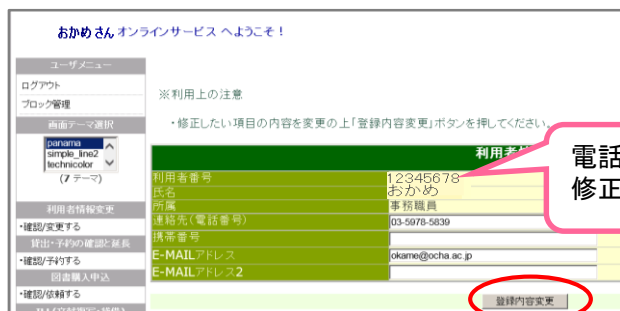 おかめ さん オンラインサービス へようこそ！
ユーザメニュー
ログアウト
ブロック管理
画面テーマ選択
panama
simple_line2
technicolor
(7 テーマ)
利用者情報変更
・確認/変更する
貸出・予約の確認と延長
・確認/予約する
図書購入申込
・確認/依頼する
※利用上の注意
・修正したい項目の内容を変更の上「登録内容変更」ボタンを押してください。
利用者
利用者番号 12345678
氏名 おかめ
所属 事務職員
連絡先(電話番号) 03-5978-5839
携帯番号
E-MAILアドレス okame@ocha.ac.jp
E-MAILアドレス2
登録内容変更
電話
修正